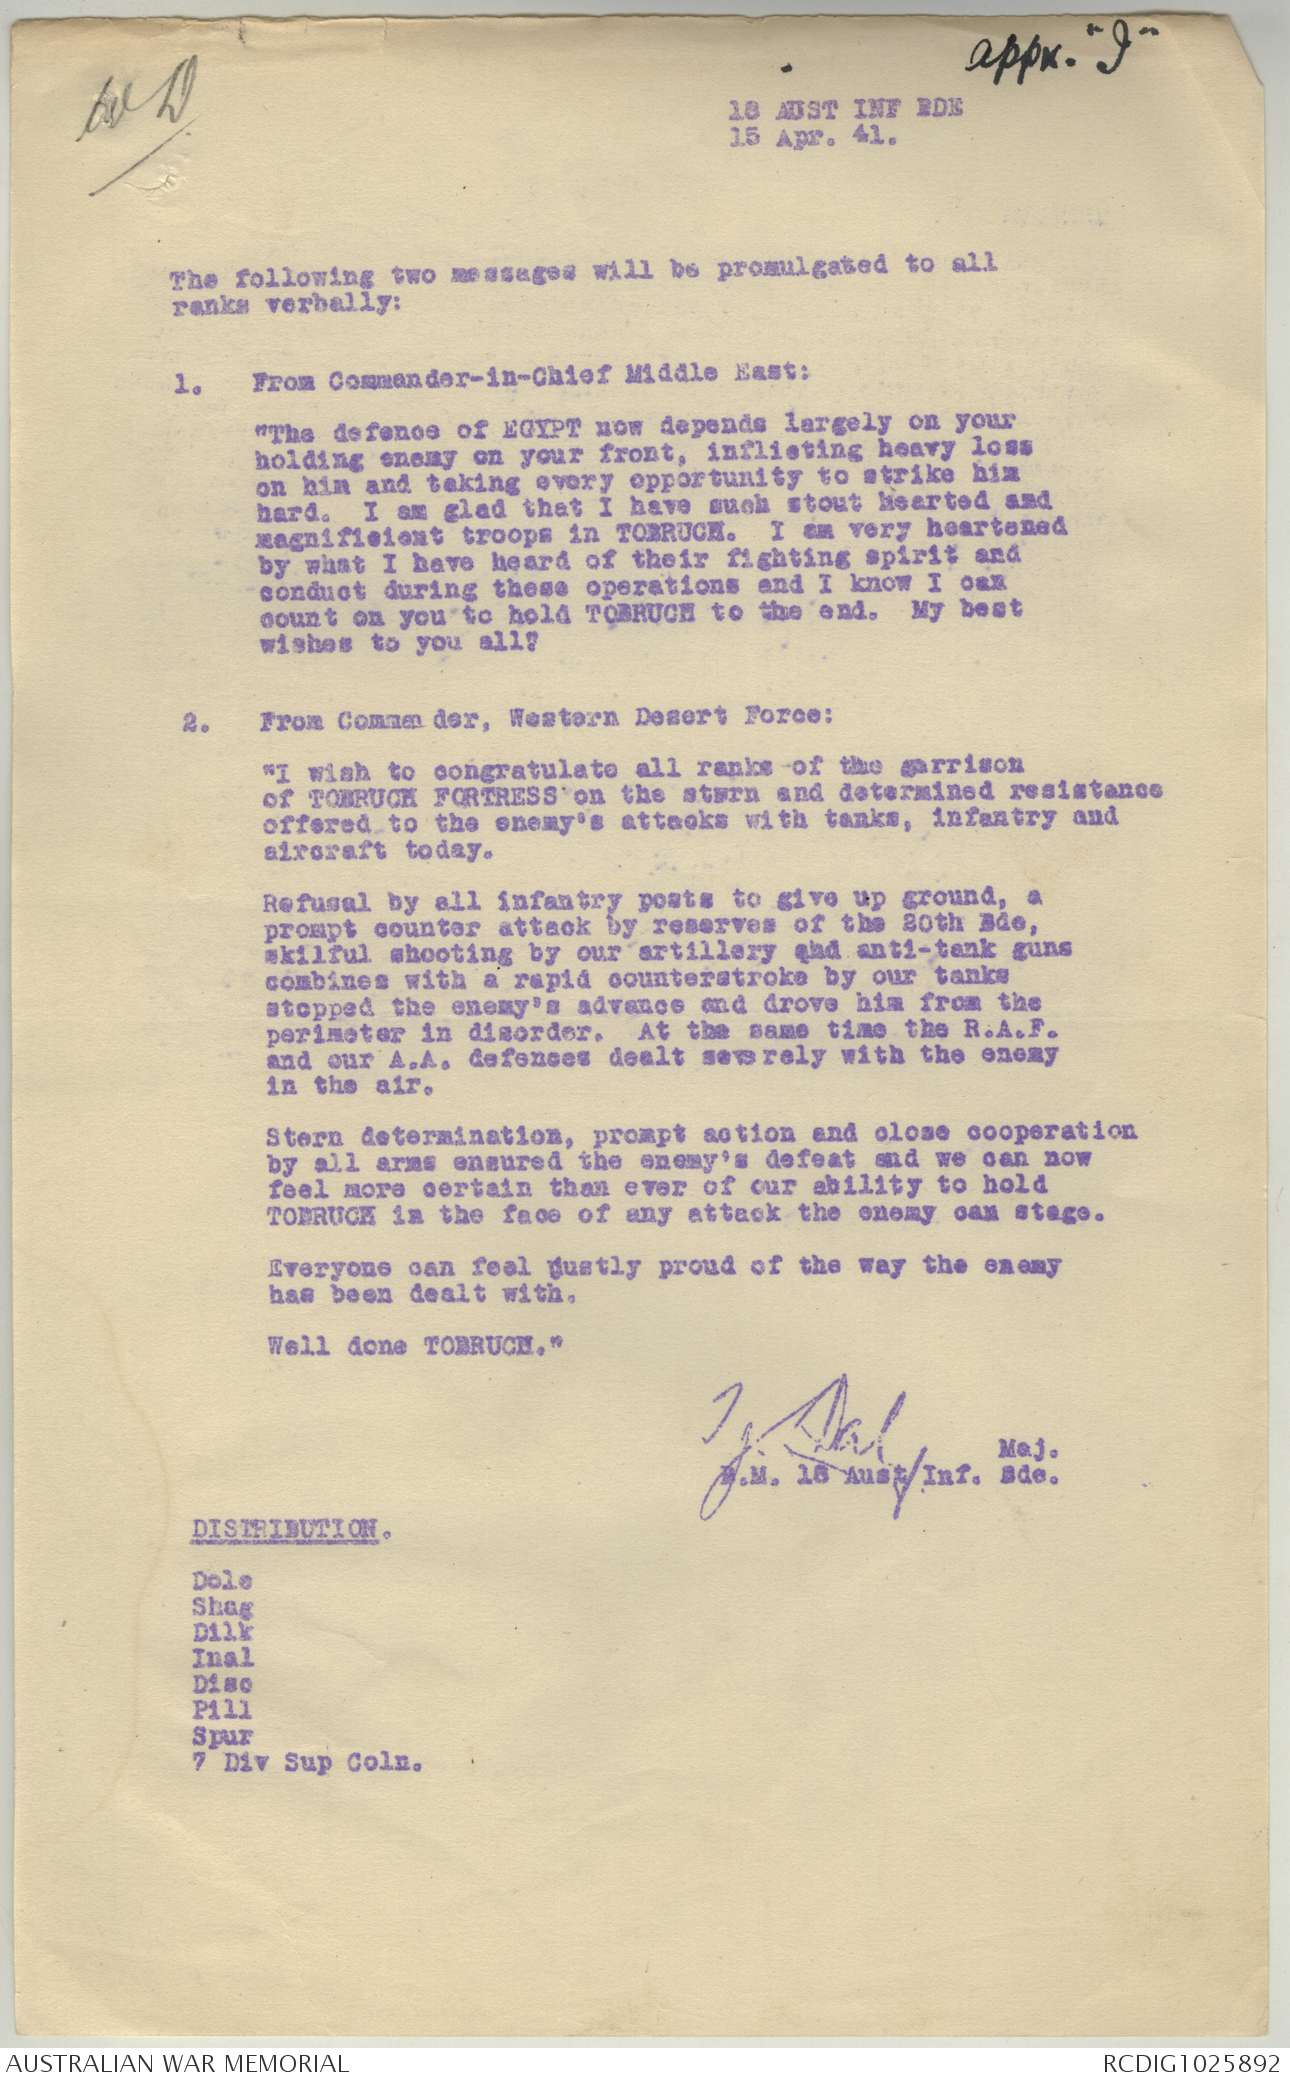 appx. "J"
W D
18 AUST INF BDE
15 Apr. 41.
The following two messages will be promulgated to all
ranks verbally:
1. From Commander-in-Chief Middle East:
"The defence of EGYPT now depends largely on your
holding enemy on your front, inflicting heavy loss
on him and taking every opportunity to strike him
hard. I am glad that I have such stout hearted and
magnificient troops in TOBRUCH. I am very heartened
by what I have heard of their fighting spirit and
conduct during these operations and I know I can
count on you to hold TOBRUCH to the end. My best
wishes to you all"
2. From Comman der, Western Desert Force:
"I wish to congratulate all ranks of the garrison
of TOBRUCH FORTRESS on the stern and determined resistance
offered to the enemy's attacks with tanks, infantry and
aircraft today.
Refusal by all infantry posts to give up ground, a
prompt counter attack by reserves of the 20th Bde,
skilful shooting by our artillery and anti-tank guns
combines with a rapid counterstroke by our tanks
stopped the enemy's advance and drove him from the
perimeter in disorder. At the same time the R.A.F.
and our A.A. defences dealt severely with the enemy
in the air.
Stern determination, prompt action and close cooperation
by all arms ensured the enemy's defeat and we can now
feel more certain than ever of our ability to hold
TOBRUCH in the face of any attack the enemy can stage.
Everyone can feel justly proud of the way the enemy
has been dealt with.
Well done TOBRUCH."
Maj.
B.M. 18 Aust Inf. Bde.
DISTRIBUTION.
Dole
Shag
Dilk
Inal
Disc
Pill
Spur
7 Div Sup Coln.
AUSTRALIAN WAR MEMORIAL
RCDIG1025892